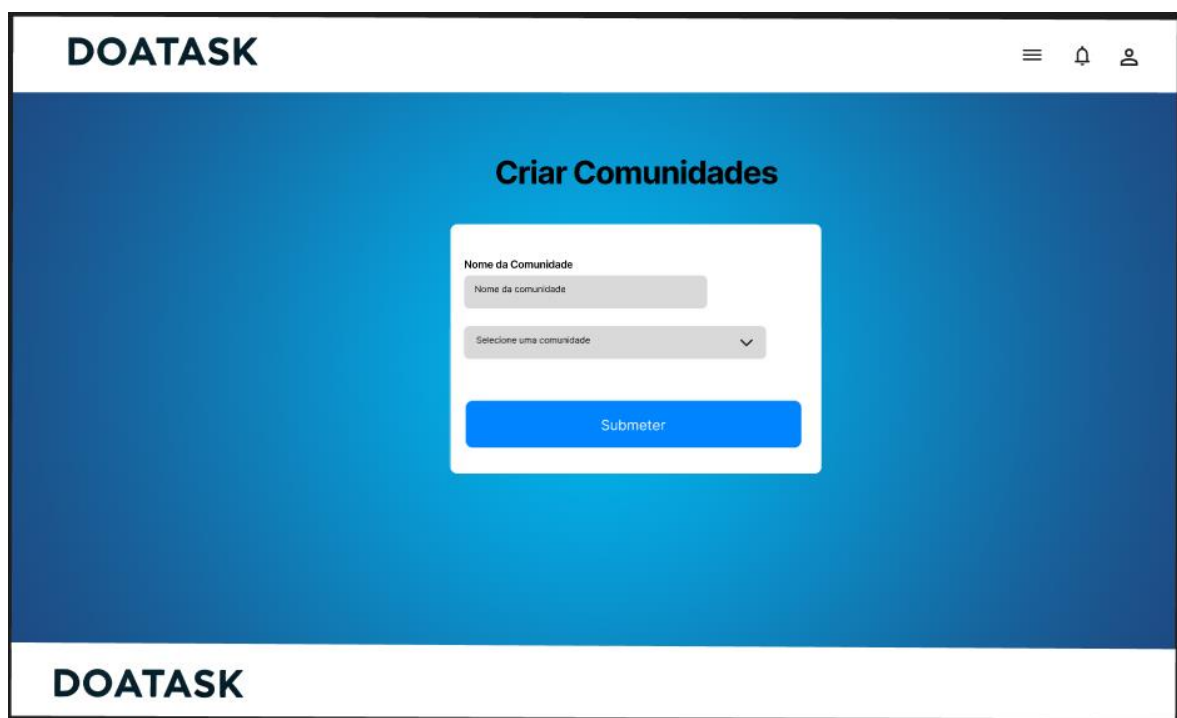 DOATASK
Criar Comunidades
Nome da Comunidade
Nome da comunidade
Selecione uma comunidade
Submeter
DOATASK